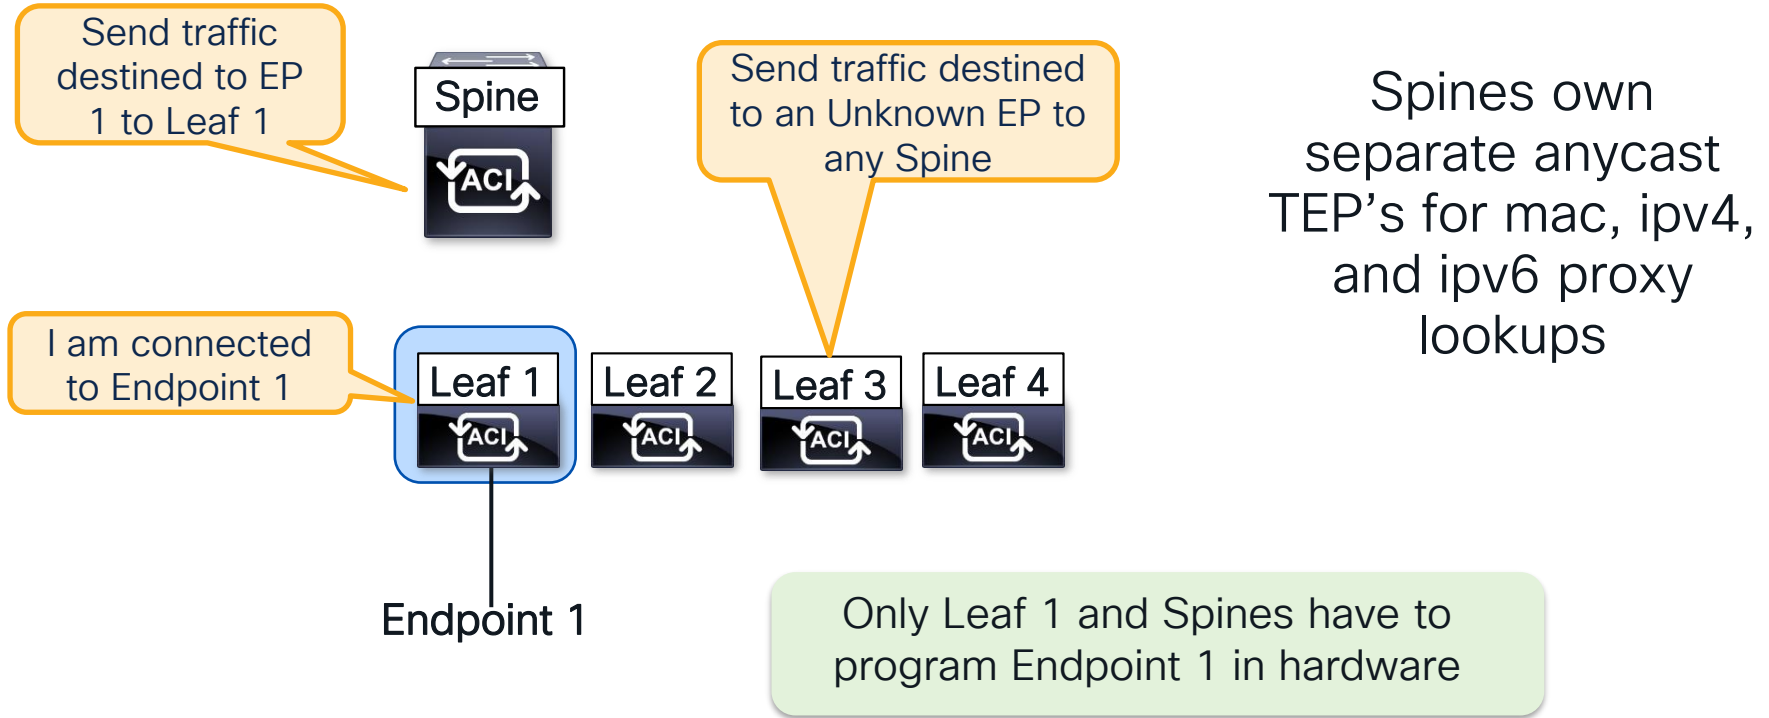 Send traffic
destined to EP
1 to Leaf 1
Spine
ACI
Send traffic destined
to an Unknown EP to
any Spine
Spines own
separate anycast
TEP's for mac, ipv4,
and ipv6 proxy
lookups
I am connected
to Endpoint 1
Leaf 1
ACI
Leaf 2
ACI
Leaf 3
ACI
Leaf 4
ACI
Endpoint 1
Only Leaf 1 and Spines have to
program Endpoint 1 in hardware